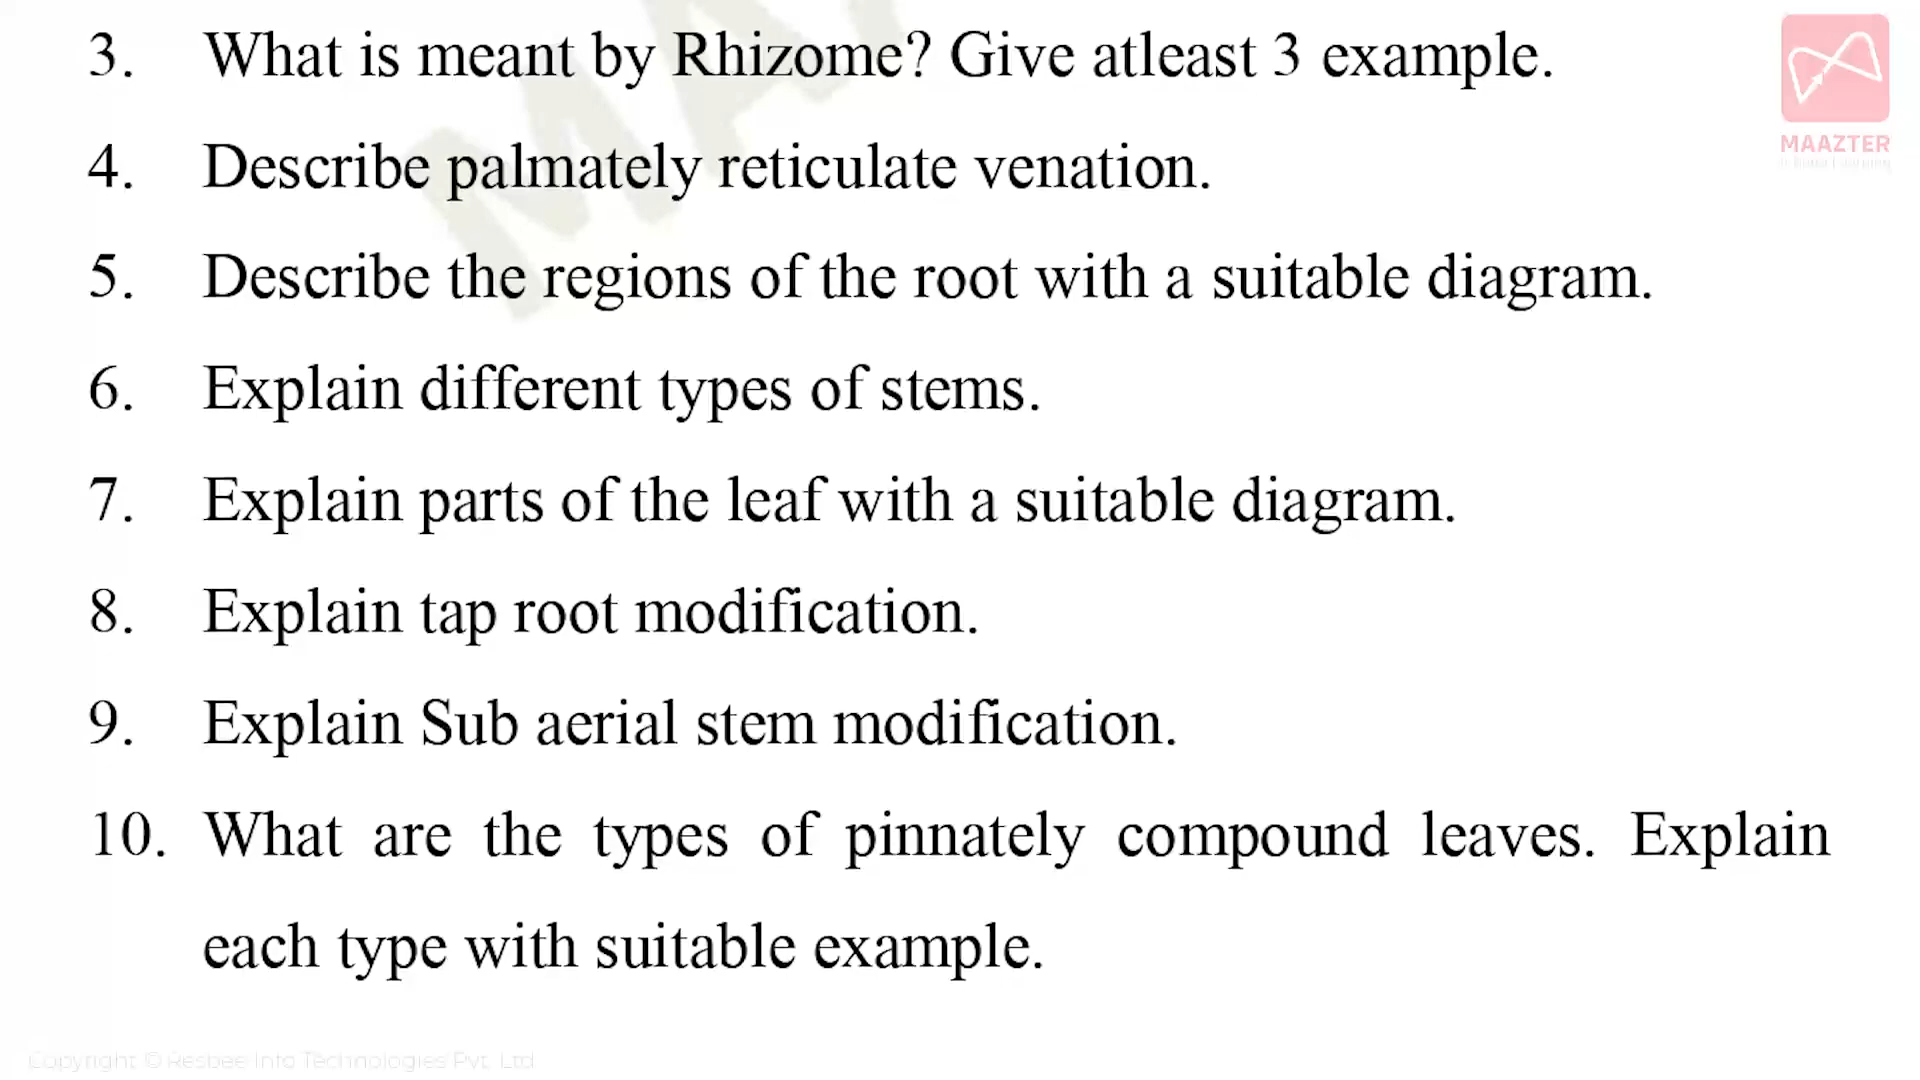 3. What is meant by Rhizome? Give atleast 3 example.
MAAZTER
4. Describe palmately reticulate venation.
5. Describe the regions of the root with a suitable diagram.
6. Explain different types of stems.
7. Explain parts of the leaf with a suitable diagram.
8. Explain tap root modification.
9. Explain Sub aerial stem modification.
10. What are the types of pinnately compound leaves. Explain
each type with suitable example.
Copyright © Resbee Info Technologies Pvt. Ltd